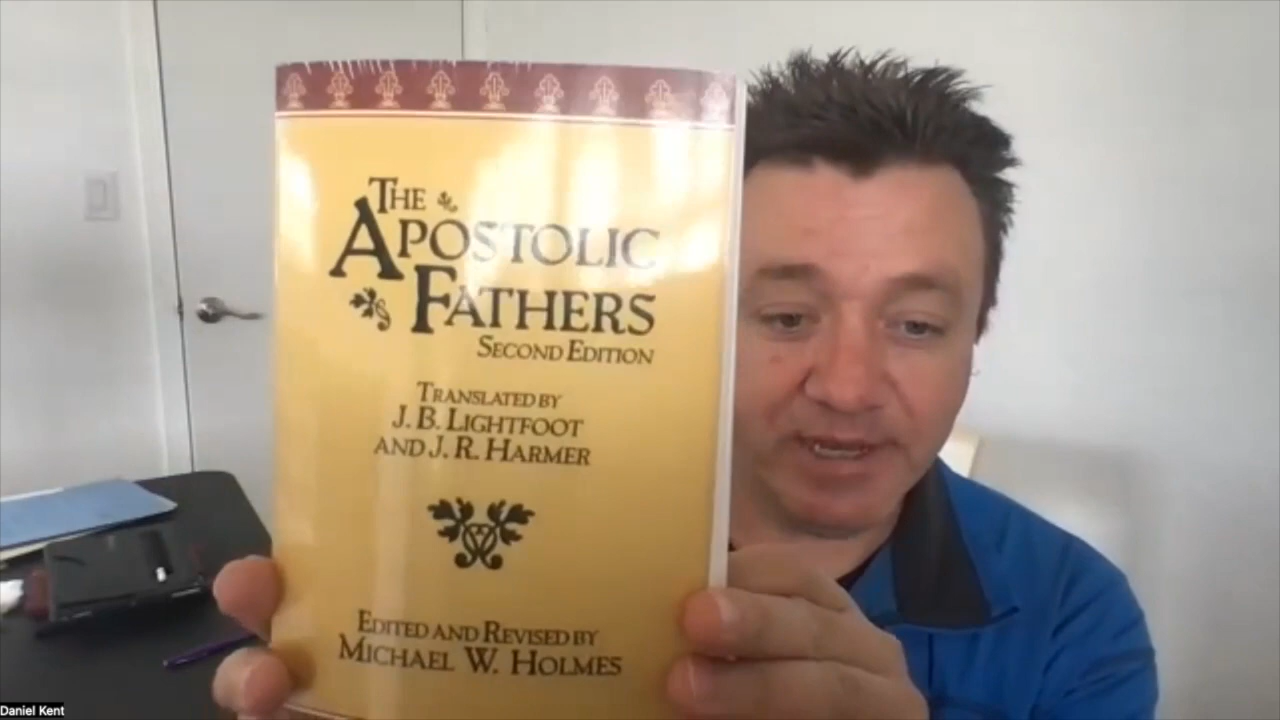 THE
APOSTOLIC
FATHERS
SECOND EDITION
TRANSLATED BY
J. B. LIGHTFOOT
AND J. R. HARMER
EDITED AND REVISED BY
MICHAEL W. HOLMES
Daniel Kent